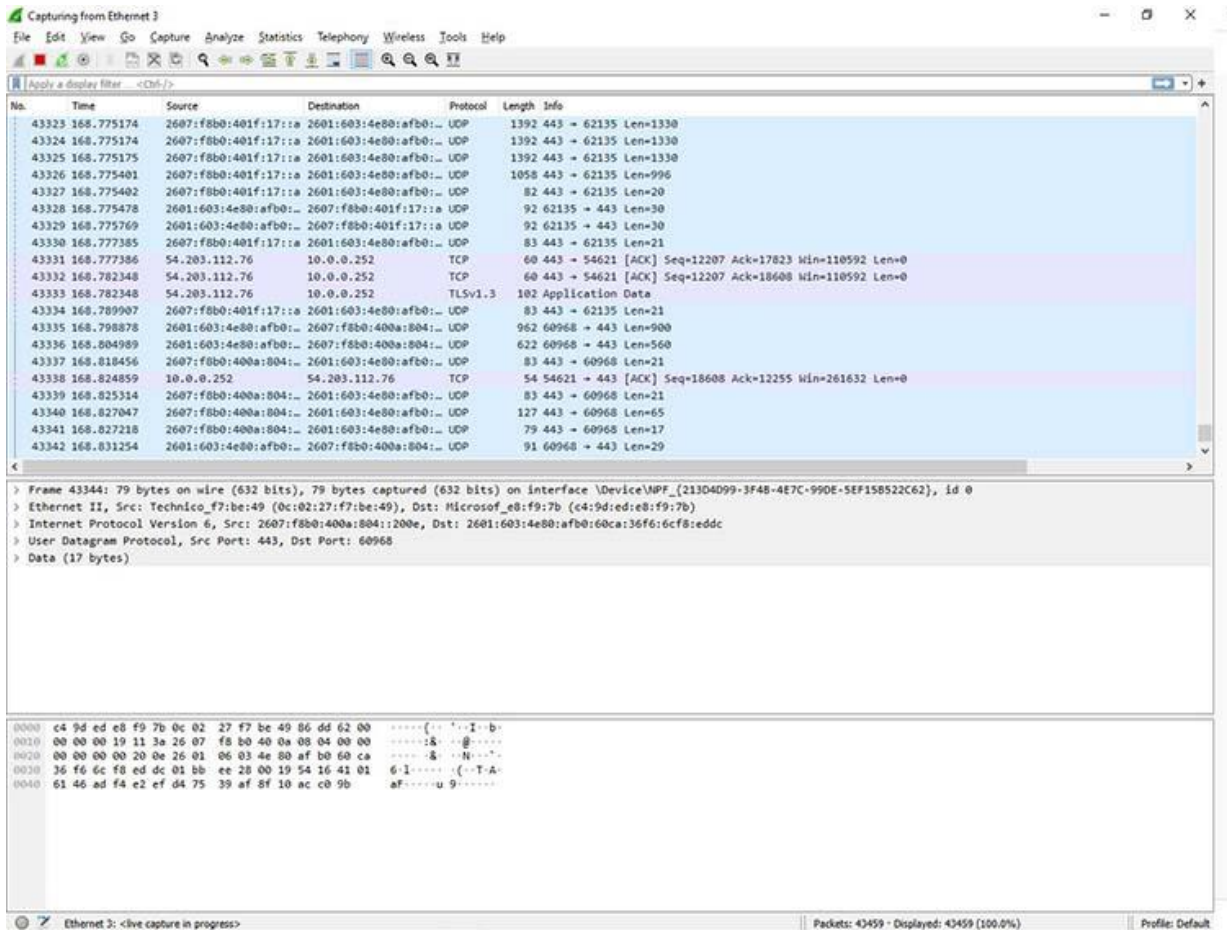 Capturing from Ethernet 3
File Edit View Go Capture Analyze Statistics Telephony Wireless Tools Help
Apply a display filter ... <Ctrl-/>
No. Time Source Destination Protocol Length Info
43323 168.775174 2607:f8b0:401f:17::a 2601:603:4e80:afb0:… UDP 1392 443 → 62135 Len=1330
43324 168.775174 2607:f8b0:401f:17::a 2601:603:4e80:afb0:… UDP 1392 443 → 62135 Len=1330
43325 168.775175 2607:f8b0:401f:17::a 2601:603:4e80:afb0:… UDP 1392 443 → 62135 Len=1330
43326 168.775401 2607:f8b0:401f:17::a 2601:603:4e80:afb0:… UDP 1058 443 → 62135 Len=996
43327 168.775402 2607:f8b0:401f:17::a 2601:603:4e80:afb0:… UDP 82 443 → 62135 Len=20
43328 168.775478 2601:603:4e80:afb0:… 2607:f8b0:401f:17::a UDP 92 62135 → 443 Len=30
43329 168.775769 2601:603:4e80:afb0:… 2607:f8b0:401f:17::a UDP 92 62135 → 443 Len=30
43330 168.777385 2607:f8b0:401f:17::a 2601:603:4e80:afb0:… UDP 83 443 → 62135 Len=21
43331 168.777386 54.203.112.76 10.0.0.252 TCP 60 443 → 54621 [ACK] Seq=12207 Ack=17823 Win=110592 Len=0
43332 168.782348 54.203.112.76 10.0.0.252 TCP 60 443 → 54621 [ACK] Seq=12207 Ack=18608 Win=110592 Len=0
43333 168.782348 54.203.112.76 10.0.0.252 TLSv1.3 102 Application Data
43334 168.789907 2607:f8b0:401f:17::a 2601:603:4e80:afb0:… UDP 83 443 → 62135 Len=21
43335 168.798878 2601:603:4e80:afb0:… 2607:f8b0:400a:804:… UDP 962 60968 → 443 Len=900
43336 168.804989 2601:603:4e80:afb0:… 2607:f8b0:400a:804:… UDP 622 60968 → 443 Len=560
43337 168.818456 2607:f8b0:400a:804:… 2601:603:4e80:afb0:… UDP 83 443 → 60968 Len=21
43338 168.824859 10.0.0.252 54.203.112.76 TCP 54 54621 → 443 [ACK] Seq=18608 Ack=12255 Win=261632 Len=0
43339 168.825314 2607:f8b0:400a:804:… 2601:603:4e80:afb0:… UDP 83 443 → 60968 Len=21
43340 168.827047 2607:f8b0:400a:804:… 2601:603:4e80:afb0:… UDP 127 443 → 60968 Len=65
43341 168.827218 2607:f8b0:400a:804:… 2601:603:4e80:afb0:… UDP 79 443 → 60968 Len=17
43342 168.831254 2601:603:4e80:afb0:… 2607:f8b0:400a:804:… UDP 91 60968 → 443 Len=29
> Frame 43344: 79 bytes on wire (632 bits), 79 bytes captured (632 bits) on interface \Device\NPF_{213D4D99-3F48-4E7C-99DE-5EF15B522C62}, id 0
> Ethernet II, Src: Technico_f7:be:49 (0c:02:27:f7:be:49), Dst: Microsof_e8:f9:7b (c4:9d:ed:e8:f9:7b)
> Internet Protocol Version 6, Src: 2607:f8b0:400a:804::200e, Dst: 2601:603:4e80:afb0:60ca:36f6:6cf8:eddc
> User Datagram Protocol, Src Port: 443, Dst Port: 60968
> Data (17 bytes)
0000 c4 9d ed e8 f9 7b 0c 02 27 f7 be 49 86 dd 62 00 ·····{·· '··I··b·
0010 00 00 00 19 11 3a 26 07 f8 b0 40 0a 08 04 00 00 ·····:&· ··@·····
0020 00 00 00 00 20 0e 26 01 06 03 4e 80 af b0 60 ca ···· ·&· ··N···`·
0030 36 f6 6c f8 ed dc 01 bb ee 28 00 19 54 16 41 01 6·l····· ·(··T·A·
0040 61 46 ad f4 e2 ef d4 75 39 af 8f 10 ac c0 9b aF·····u 9······
Ethernet 3: <live capture in progress> Packets: 43459 · Displayed: 43459 (100.0%) Profile: Default